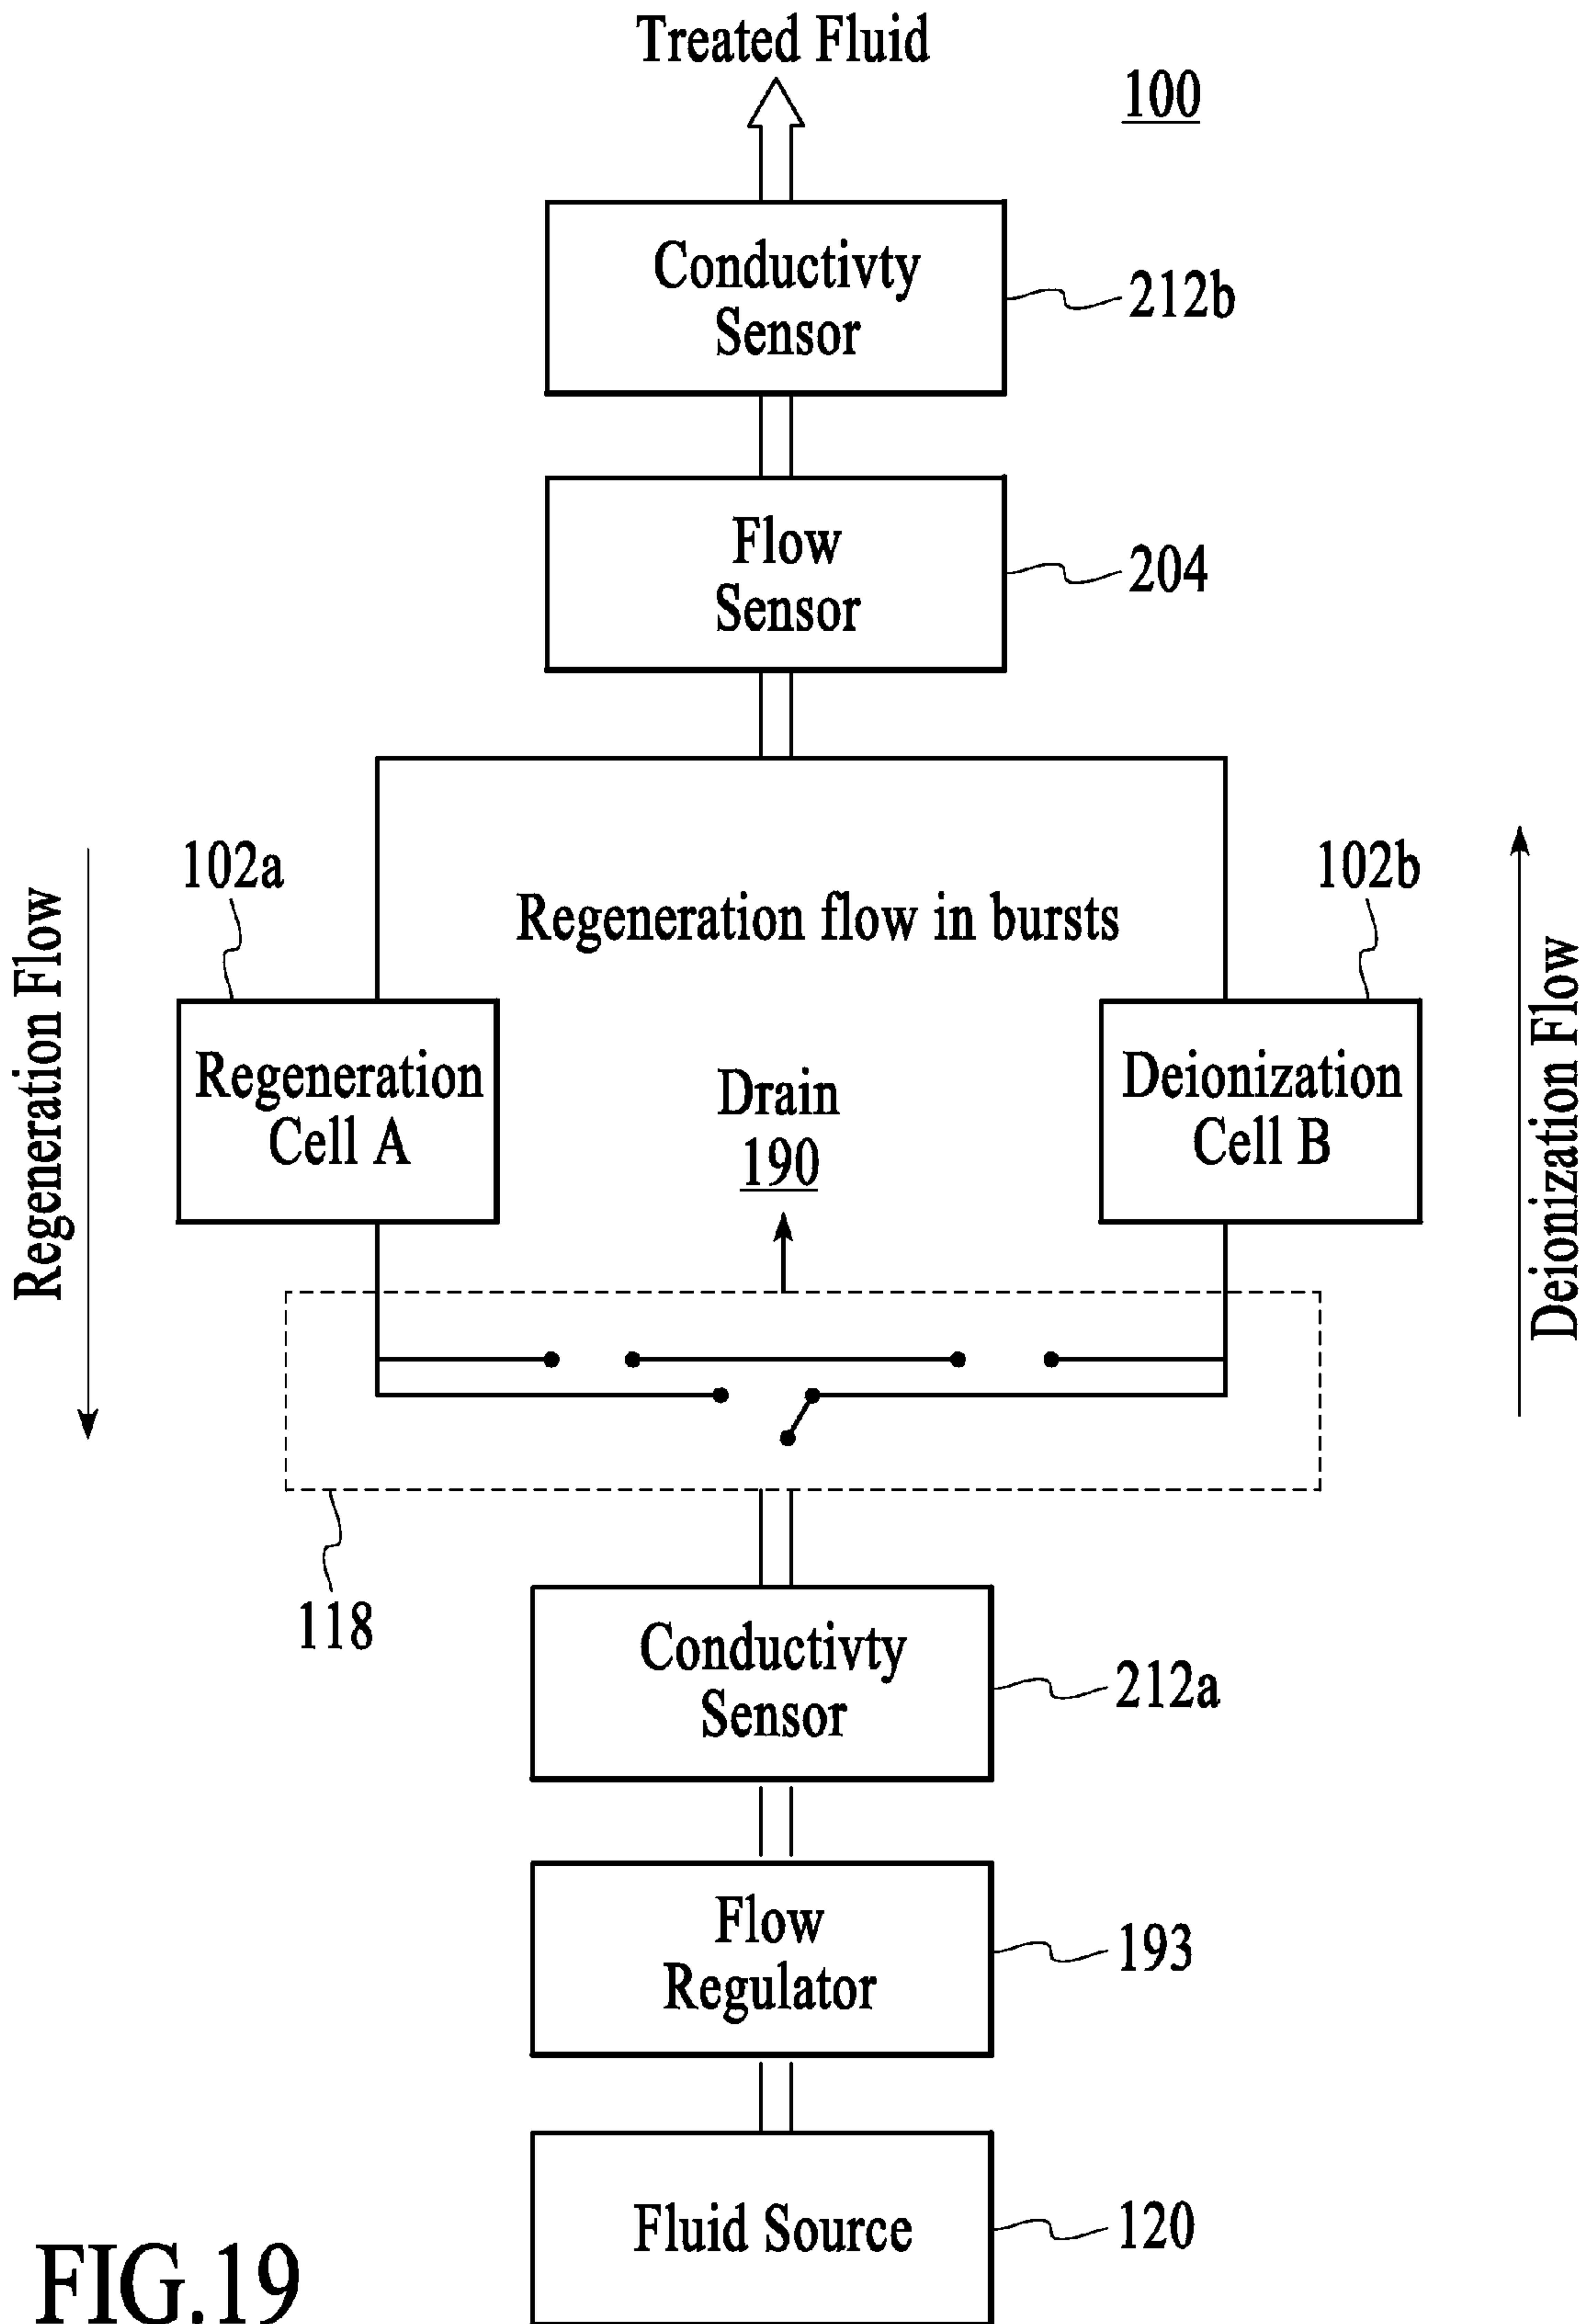 Treated Fluid
100
Conductivty
Sensor
212b
Flow
Sensor
204
Regeneration Flow
102a
Regeneration flow in bursts
102b
Deionization Flow
Regeneration
Cell A
Drain
190
Deionization
Cell B
118
Conductivty
Sensor
212a
Flow
Regulator
193
Fluid Source
120
FIG.19